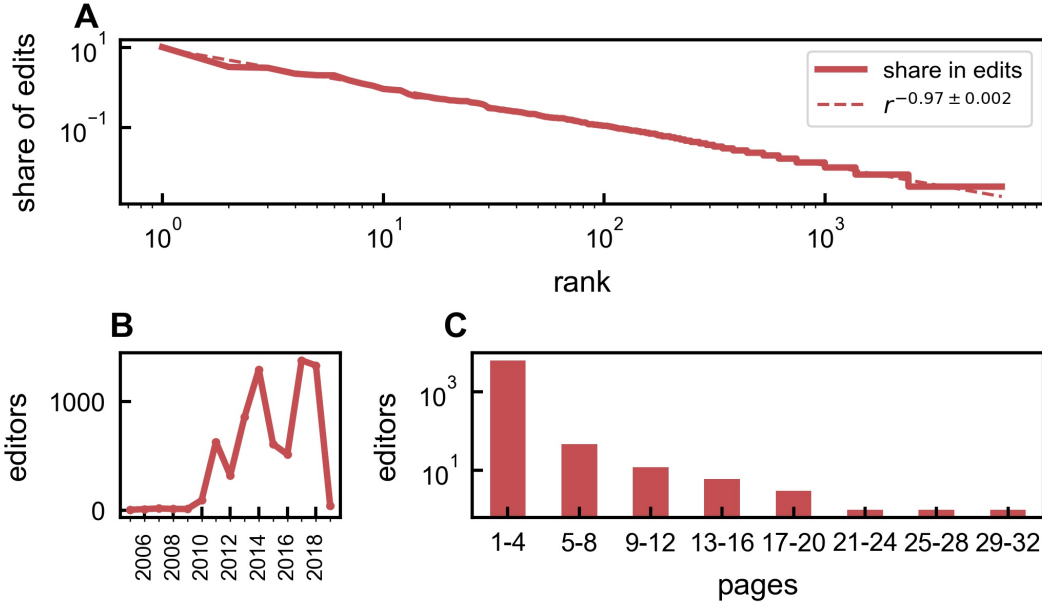 A
share of edits
10^1
10^−1
share in edits
r^−0.97 ± 0.002
10^0 10^1 10^2 10^3
rank
B
editors
1000
0
2006 2008 2010 2012 2014 2016 2018
C
editors
10^3
10^1
1-4 5-8 9-12 13-16 17-20 21-24 25-28 29-32
pages